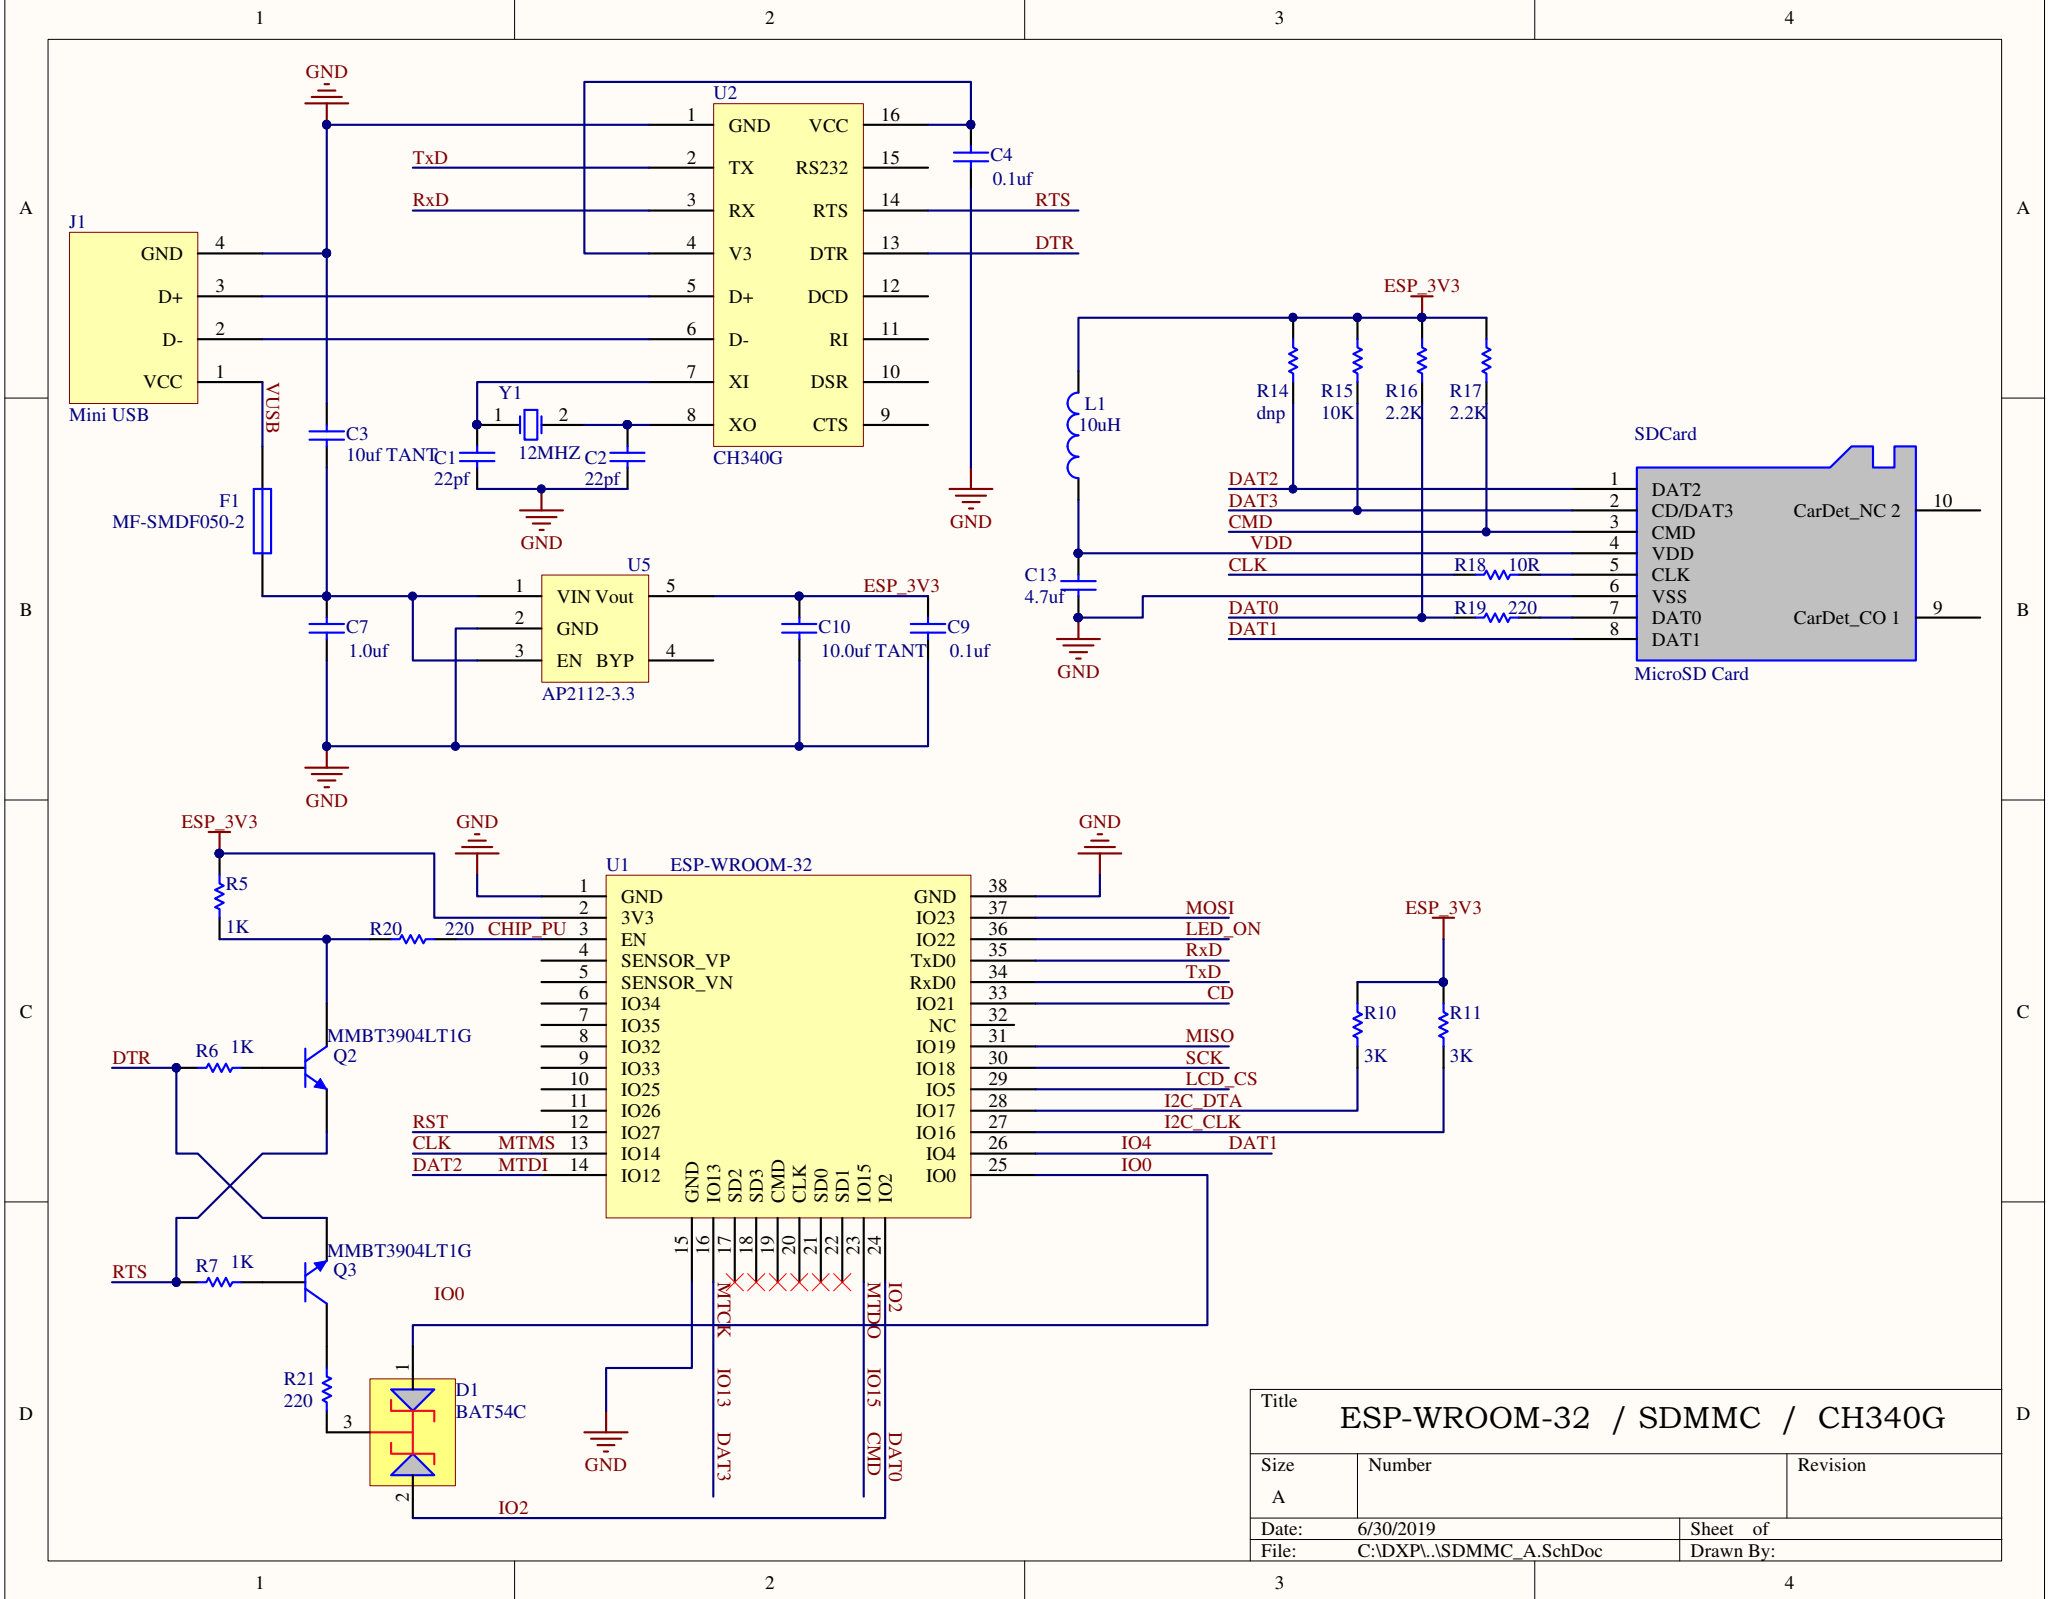 1 2 3 4
A
B
C
D
A
B
C
D
1 2 3 4
GND
J1
GND 4
D+ 3
D- 2
VCC 1
Mini USB
VUSB
F1
MF-SMDF050-2
C3
10uf TANT
TxD
RxD
U2
1 GND VCC 16
2 TX RS232 15
3 RX RTS 14
4 V3 DTR 13
5 D+ DCD 12
6 D- RI 11
7 XI DSR 10
8 XO CTS 9
CH340G
C4
0.1uf
RTS
DTR
GND
Y1
1 2
12MHZ
C1
22pf
C2
22pf
GND
U5
1 VIN Vout 5
2 GND
3 EN BYP 4
AP2112-3.3
ESP_3V3
C7
1.0uf
C10
10.0uf TANT
C9
0.1uf
GND
ESP_3V3
R14
dnp
R15
10K
R16
2.2K
R17
2.2K
L1
10uH
C13
4.7uf
GND
SDCard
DAT2 1 DAT2
DAT3 2 CD/DAT3 CarDet_NC 2 10
CMD 3 CMD
VDD 4 VDD
CLK R18 10R 5 CLK
6 VSS
DAT0 R19 220 7 DAT0 CarDet_CO 1 9
DAT1 8 DAT1
MicroSD Card
ESP_3V3
R5
1K
R20 220 CHIP_PU
GND
GND
U1 ESP-WROOM-32
1 GND GND 38
2 3V3 IO23 37 MOSI
3 EN IO22 36 LED_ON
4 SENSOR_VP TxD0 35 RxD
5 SENSOR_VN RxD0 34 TxD
6 IO34 IO21 33 CD
7 IO35 NC 32
8 IO32 IO19 31 MISO
9 IO33 IO18 30 SCK
10 IO25 IO5 29 LCD_CS
11 IO26 IO17 28 I2C_DTA
RST 12 IO27 IO16 27 I2C_CLK
CLK MTMS 13 IO14 IO4 26 IO4 DAT1
DAT2 MTDI 14 IO12 IO0 25 IO0
GND IO13 SD2 SD3 CMD CLK SD0 SD1 IO15 IO2
15 16 17 18 19 20 21 22 23 24
MTCK IO13 DAT3
MTDO IO15 CMD
IO2 DAT0
GND
ESP_3V3
R10
3K
R11
3K
MMBT3904LT1G
Q2
DTR R6 1K
MMBT3904LT1G
Q3
RTS R7 1K
IO0
R21
220
1
3
2
D1
BAT54C
IO2
Title
ESP-WROOM-32 / SDMMC / CH340G
Size
A
Number
Revision
Date: 6/30/2019
Sheet of
File: C:\DXP\..\SDMMC_A.SchDoc
Drawn By: